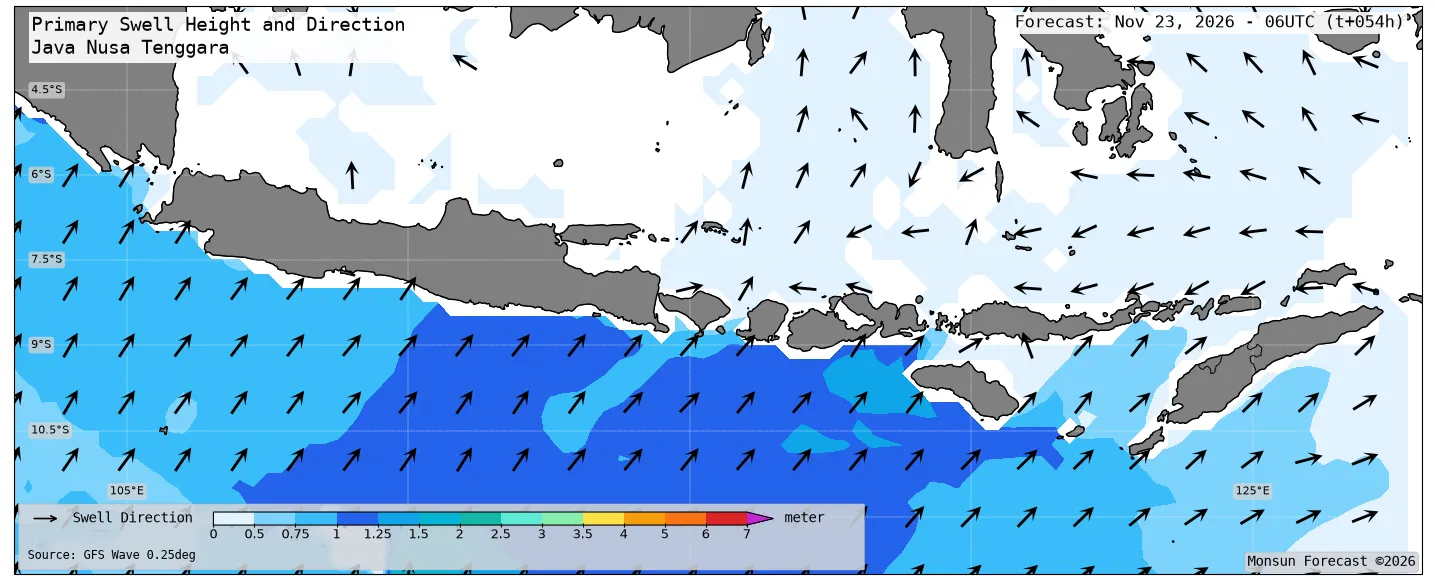 Primary Swell Height and Direction
Java Nusa Tenggara
Forecast: Nov 23, 2026 - 06UTC (t+054h)
4.5°S
6°S
7.5°S
9°S
10.5°S
105°E
125°E
Swell Direction
meter
0 0.5 0.75 1 1.25 1.5 2 2.5 3 3.5 4 5 6 7
Source: GFS Wave 0.25deg
Monsun Forecast ©2026